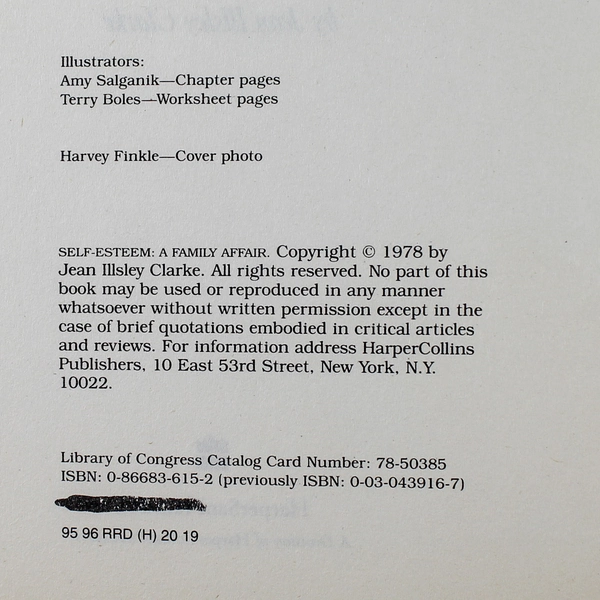 Illustrators:
Amy Salganik—Chapter pages
Terry Boles—Worksheet pages
Harvey Finkle—Cover photo
SELF-ESTEEM: A FAMILY AFFAIR. Copyright © 1978 by
Jean Illsley Clarke. All rights reserved. No part of this
book may be used or reproduced in any manner
whatsoever without written permission except in the
case of brief quotations embodied in critical articles
and reviews. For information address HarperCollins
Publishers, 10 East 53rd Street, New York, N.Y.
10022.
Library of Congress Catalog Card Number: 78-50385
ISBN: 0-86683-615-2 (previously ISBN: 0-03-043916-7)
95 96 RRD (H) 20 19